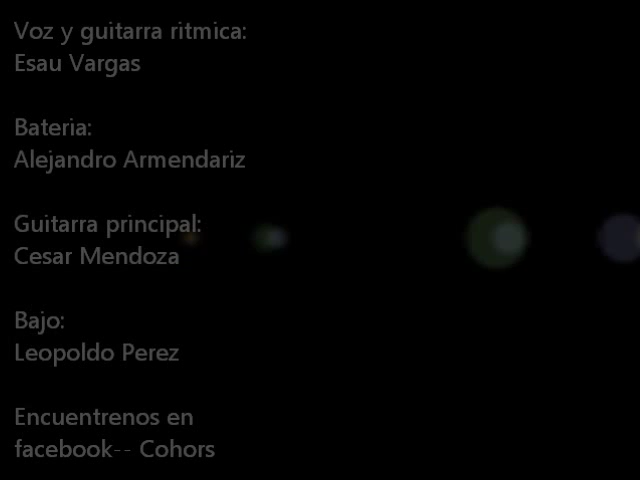 Voz y guitarra ritmica:
Esau Vargas
Bateria:
Alejandro Armendariz
Guitarra principal:
Cesar Mendoza
Bajo:
Leopoldo Perez
Encuentrenos en
facebook-- Cohors